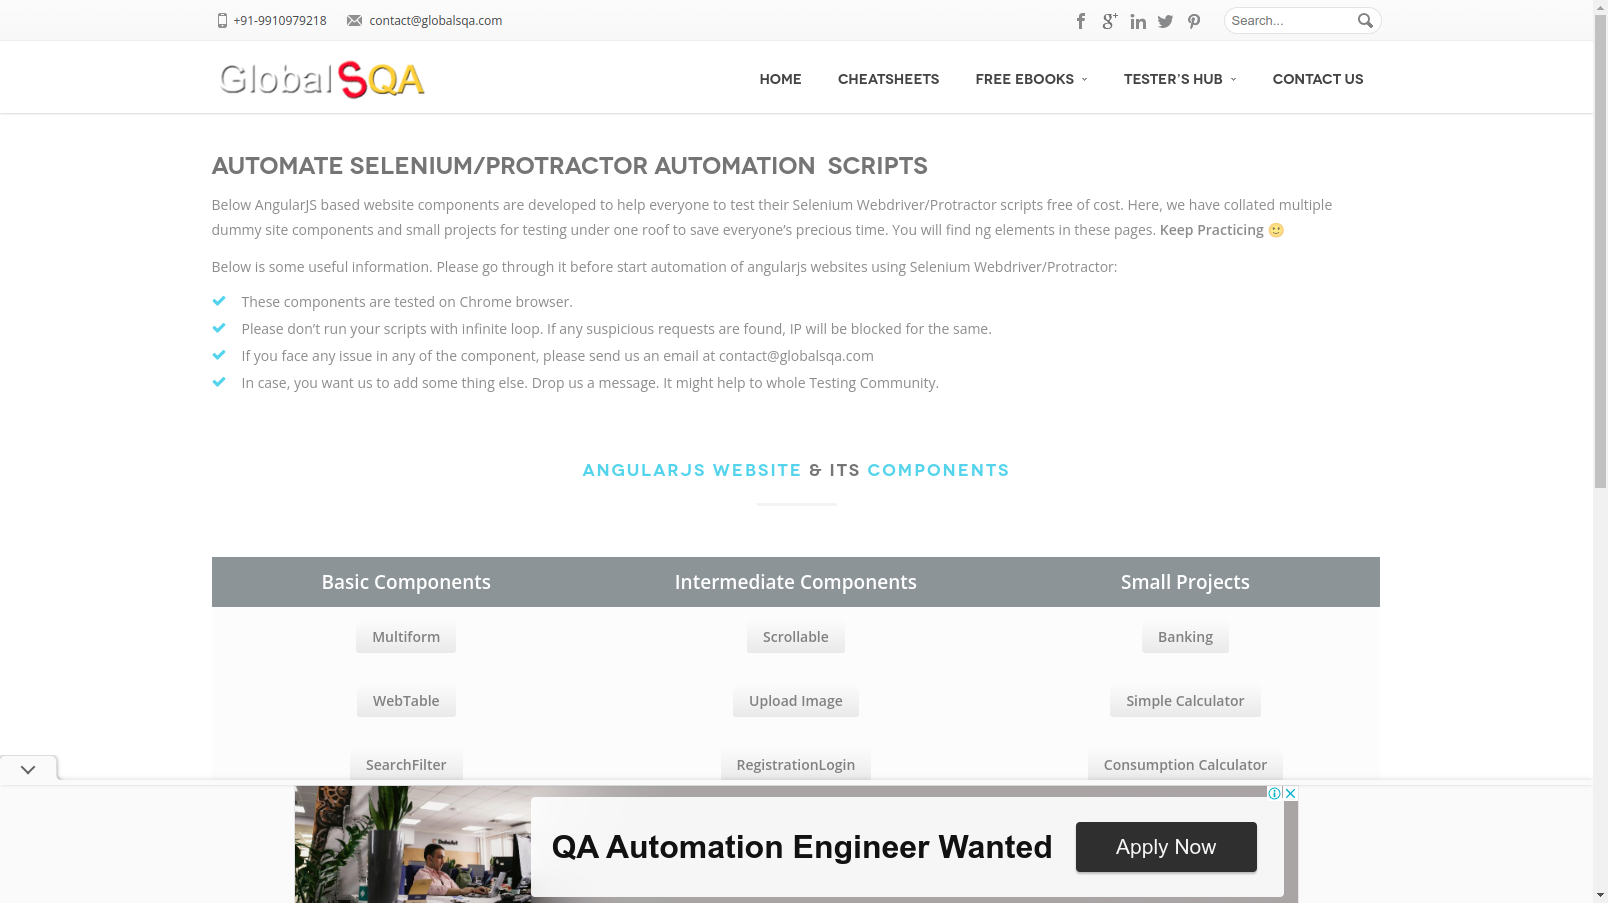 +91-9910979218 contact@globalsqa.com Search...
GlobalSQA HOME CHEATSHEETS FREE EBOOKS TESTER'S HUB CONTACT US
AUTOMATE SELENIUM/PROTRACTOR AUTOMATION SCRIPTS
Below AngularJS based website components are developed to help everyone to test their Selenium Webdriver/Protractor scripts free of cost. Here, we have collated multiple
dummy site components and small projects for testing under one roof to save everyone's precious time. You will find ng elements in these pages. Keep Practicing 🙂
Below is some useful information. Please go through it before start automation of angularjs websites using Selenium Webdriver/Protractor:
These components are tested on Chrome browser.
Please don't run your scripts with infinite loop. If any suspicious requests are found, IP will be blocked for the same.
If you face any issue in any of the component, please send us an email at contact@globalsqa.com
In case, you want us to add some thing else. Drop us a message. It might help to whole Testing Community.
ANGULARJS WEBSITE & ITS COMPONENTS
Basic Components Intermediate Components Small Projects
Multiform Scrollable Banking
WebTable Upload Image Simple Calculator
SearchFilter RegistrationLogin Consumption Calculator
QA Automation Engineer Wanted Apply Now